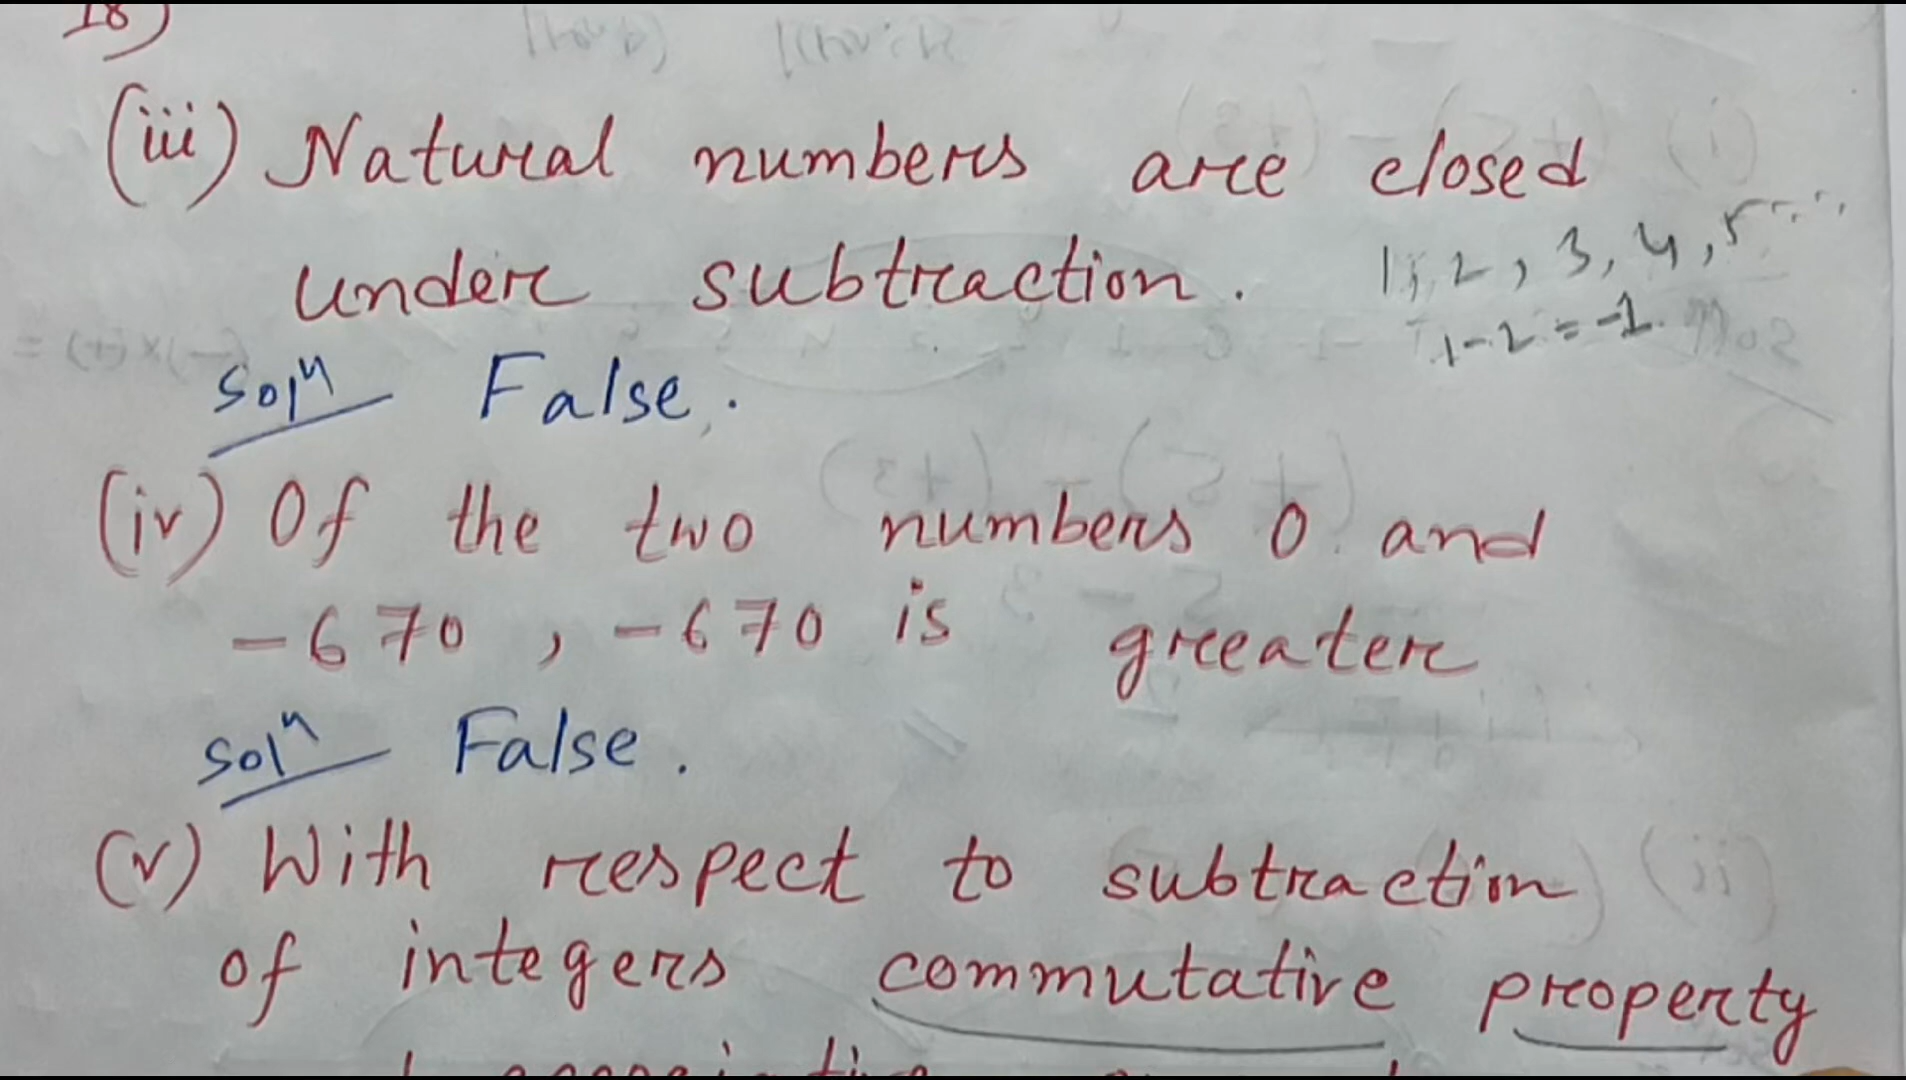 18)
(iii) Natural numbers are closed
under subtraction. 1, 2, 3, 4, 5.....
1-2 = -1.
Solⁿ False.
(iv) Of the two numbers 0 and
-670, -670 is greater
Solⁿ False.
(v) With respect to subtraction
of integers commutative property